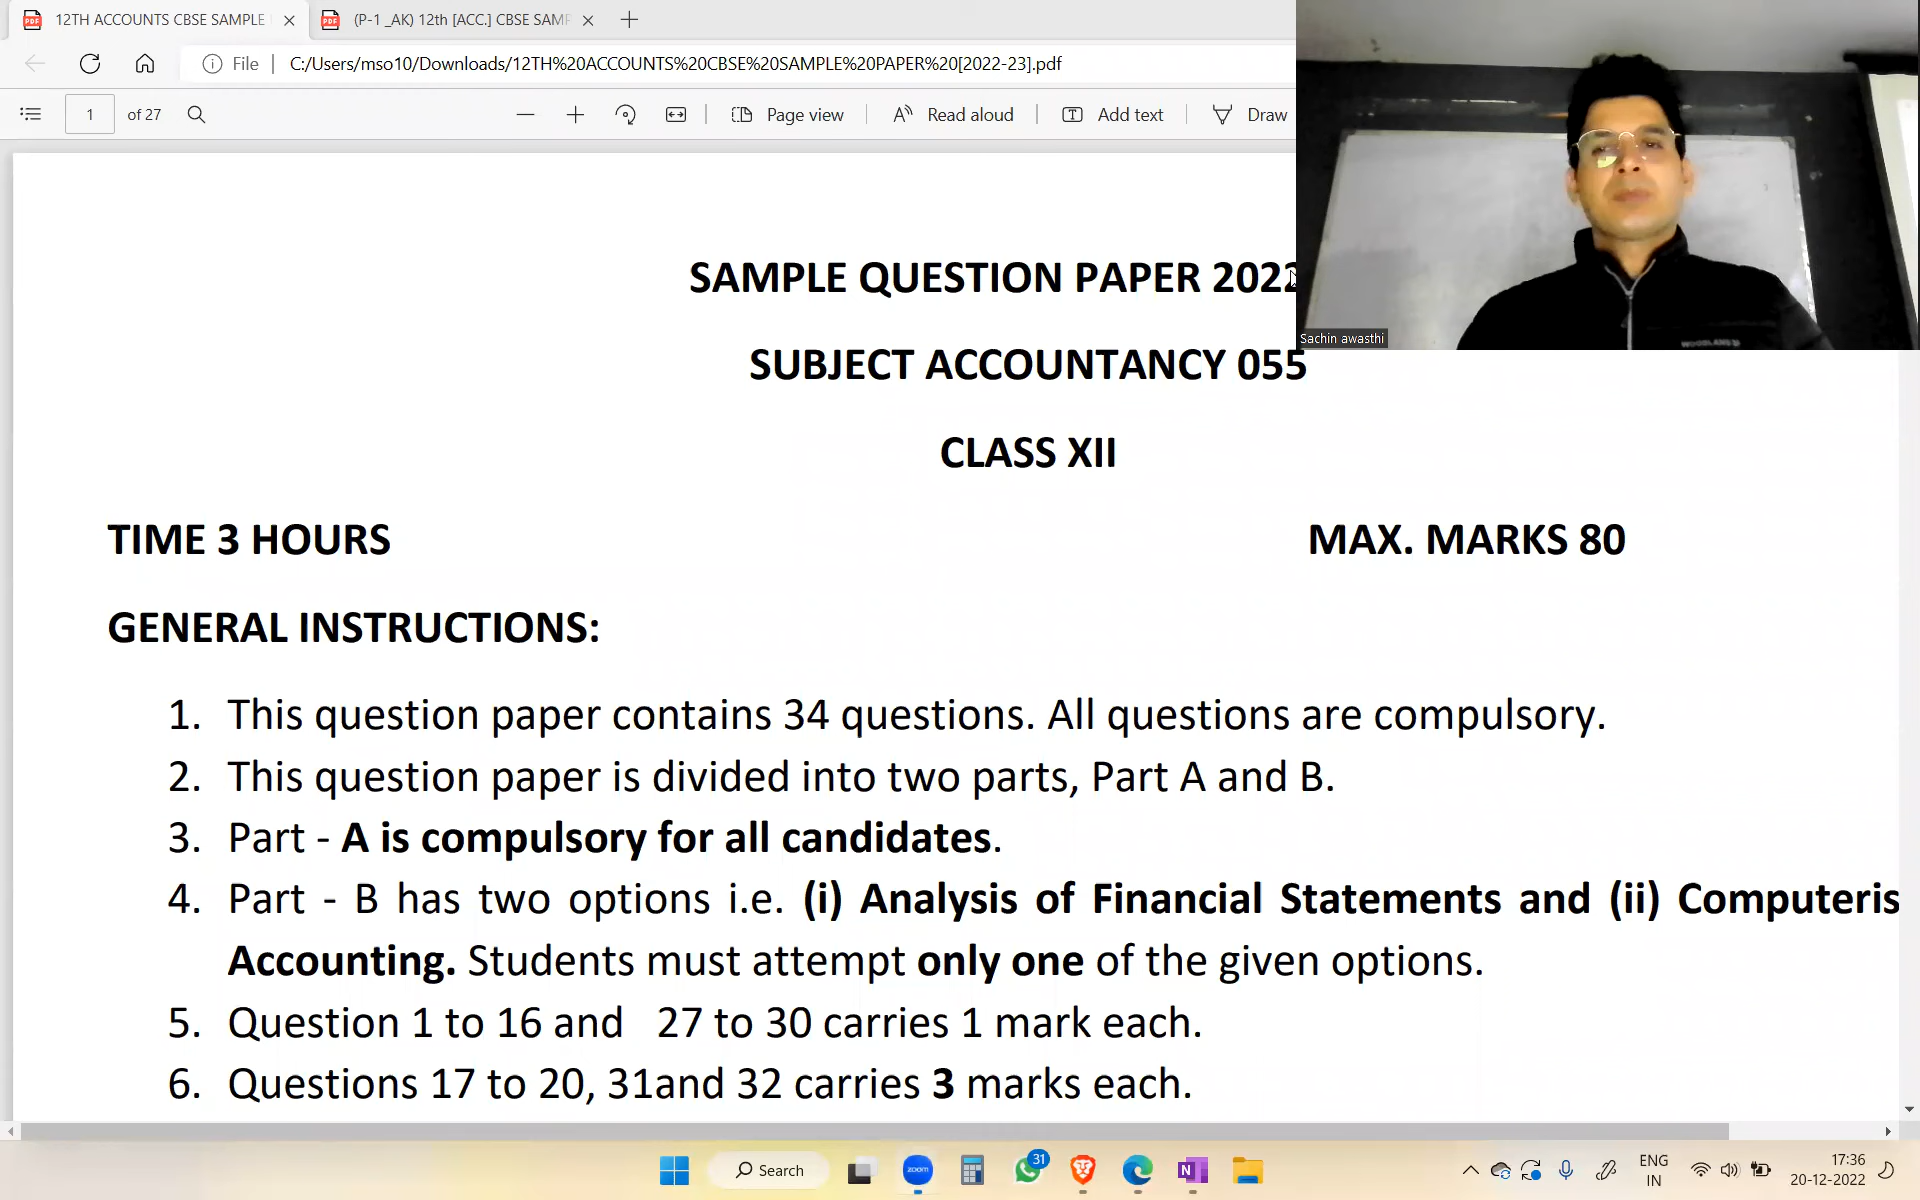 12TH ACCOUNTS CBSE SAMPLE
(P-1 _AK) 12th [ACC.] CBSE SAMP
File
C:/Users/mso10/Downloads/12TH%20ACCOUNTS%20CBSE%20SAMPLE%20PAPER%20[2022-23].pdf
1 of 27
Page view
Read aloud
Add text
Draw
Sachin awasthi
SAMPLE QUESTION PAPER 2022
SUBJECT ACCOUNTANCY 055
CLASS XII
TIME 3 HOURS MAX. MARKS 80
GENERAL INSTRUCTIONS:
1. This question paper contains 34 questions. All questions are compulsory.
2. This question paper is divided into two parts, Part A and B.
3. Part - A is compulsory for all candidates.
4. Part - B has two options i.e. (i) Analysis of Financial Statements and (ii) Computeris
Accounting. Students must attempt only one of the given options.
5. Question 1 to 16 and 27 to 30 carries 1 mark each.
6. Questions 17 to 20, 31and 32 carries 3 marks each.
Search
zoom
31
ENG
IN
17:36
20-12-2022